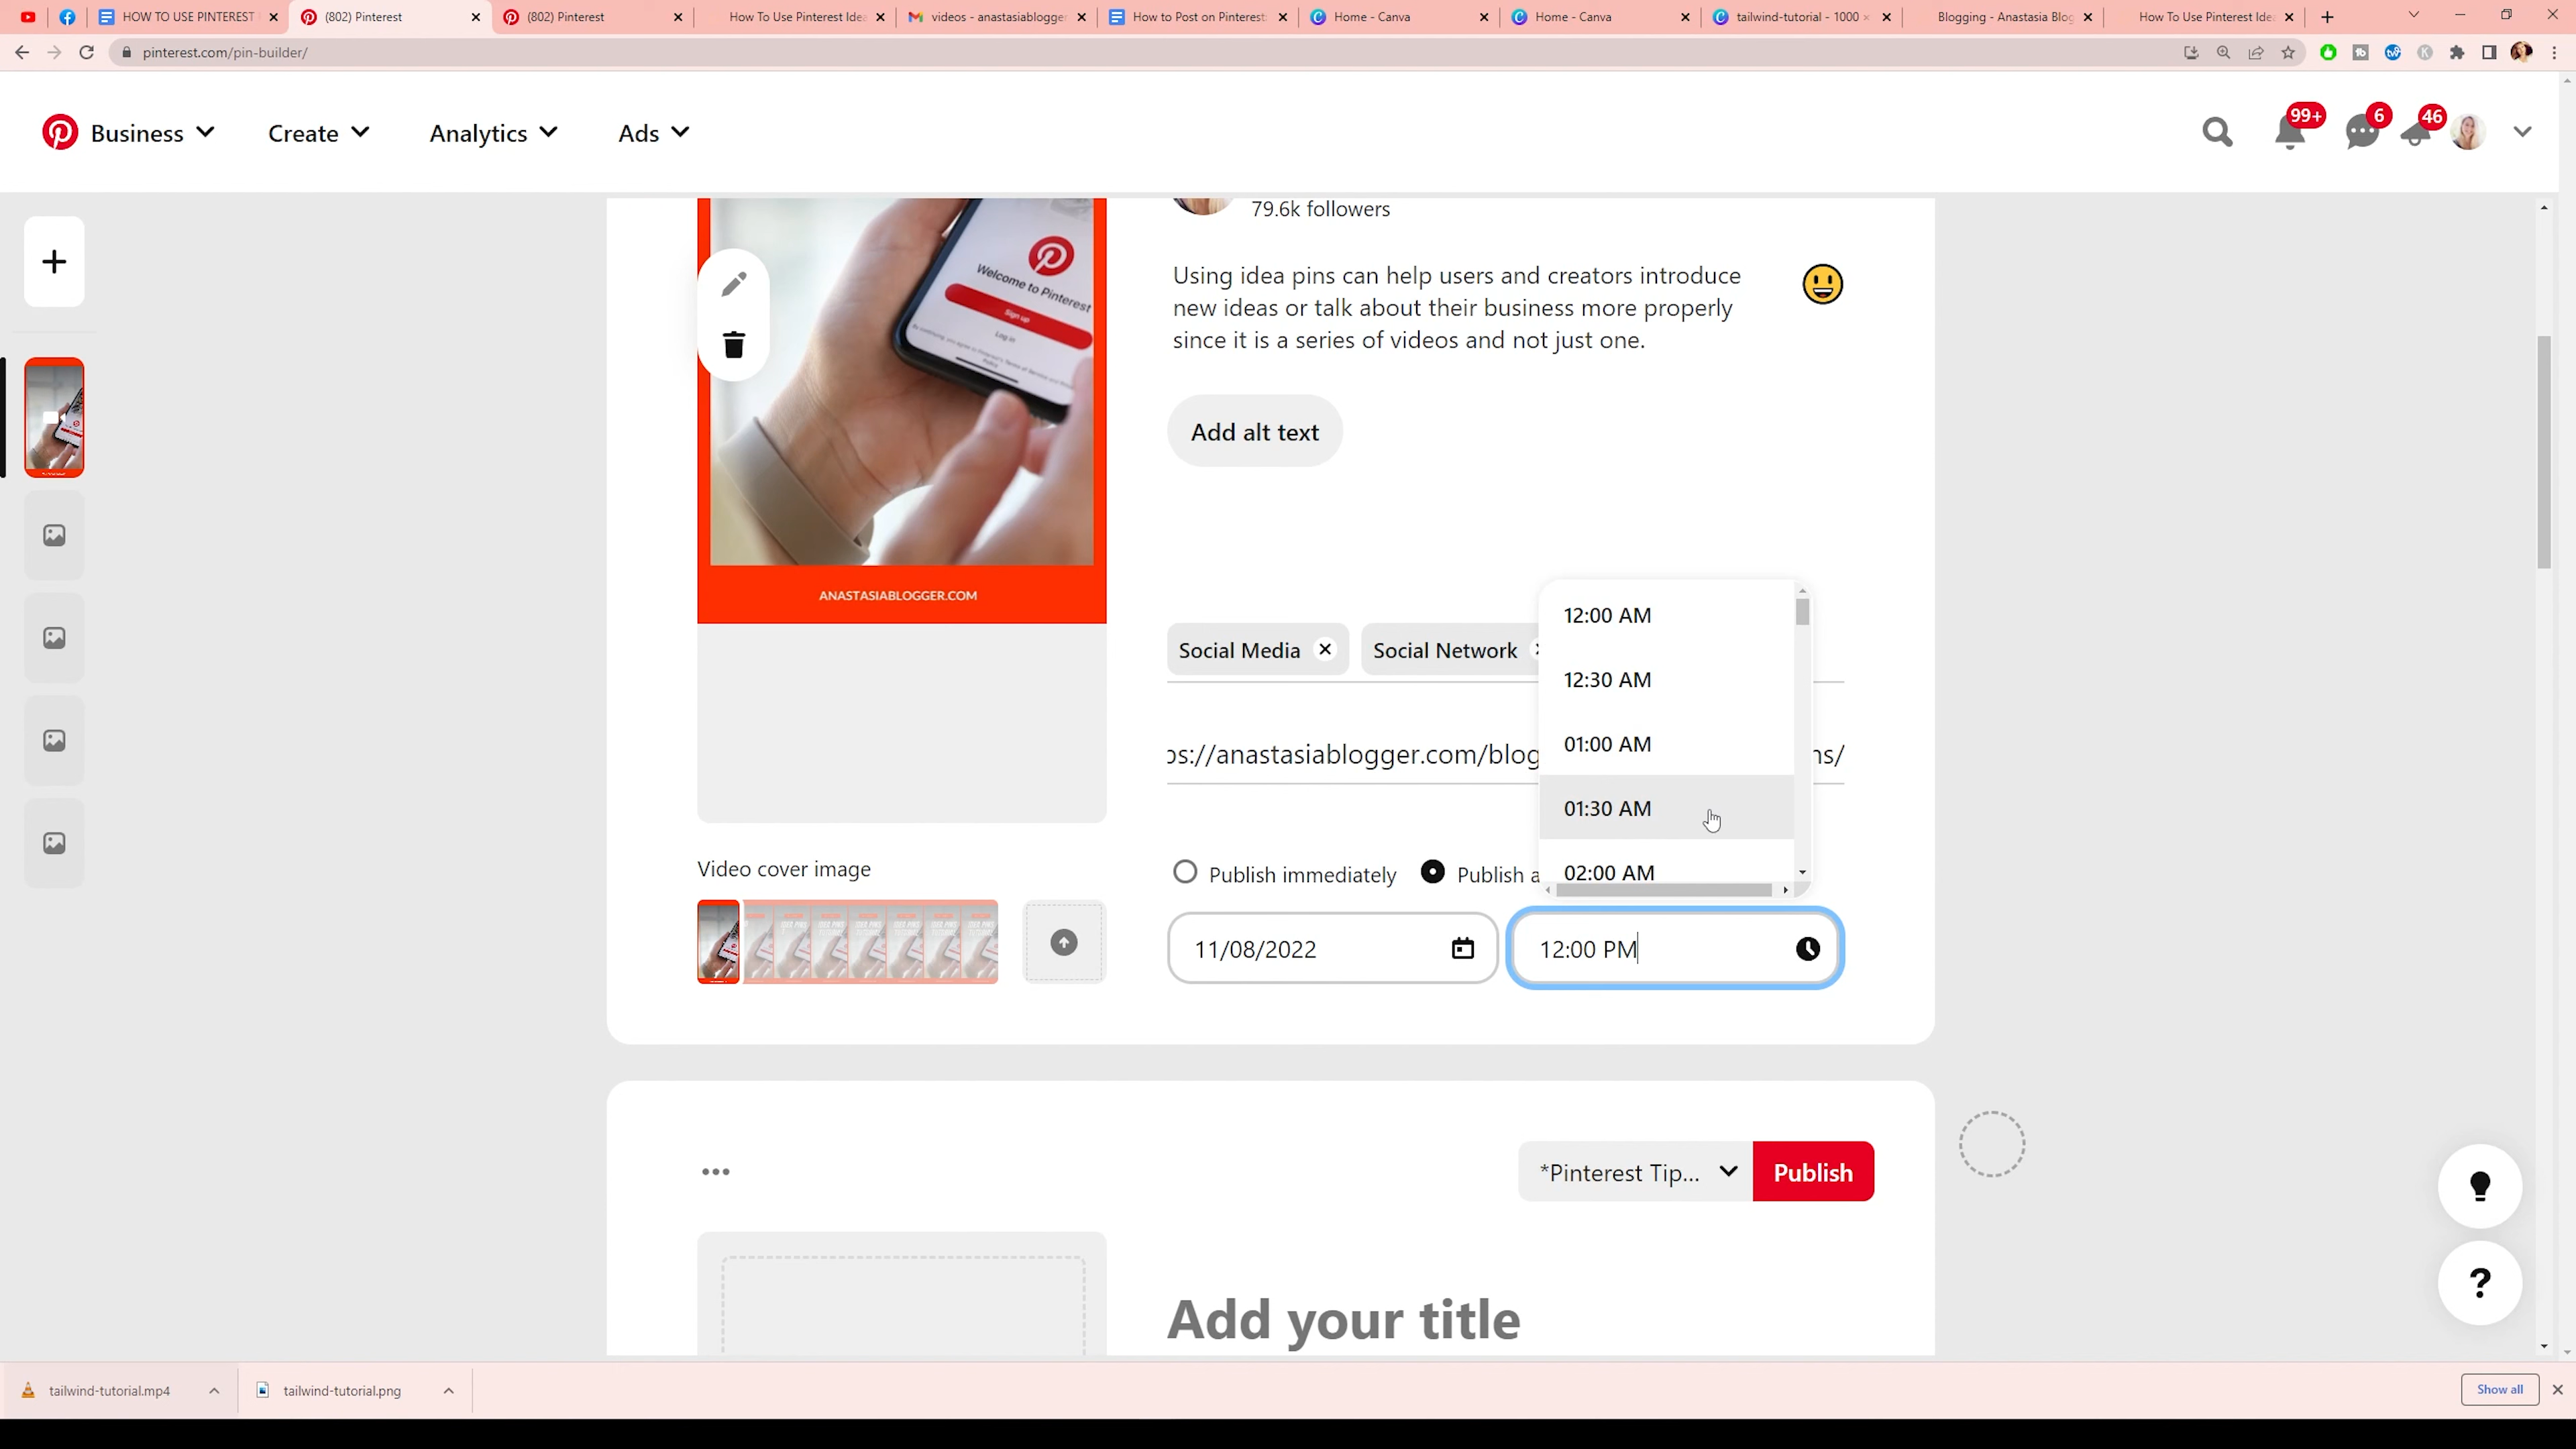 HOW TO USE PINTEREST
(802) Pinterest
(802) Pinterest
How To Use Pinterest Ide
videos - anastasiablogger
How to Post on Pinterest
Home - Canva
Home - Canva
tailwind-tutorial - 1000 ×
Blogging - Anastasia Blog
How To Use Pinterest Ide
pinterest.com/pin-builder/
Business
Create
Analytics
Ads
99+
6
46
79.6k followers
Using idea pins can help users and creators introduce
new ideas or talk about their business more properly
since it is a series of videos and not just one.
Welcome to Pinterest
Sign up
Log in
Add alt text
ANASTASIABLOGGER.COM
Social Media
Social Network
12:00 AM
12:30 AM
01:00 AM
01:30 AM
02:00 AM
ps://anastasiablogger.com/blog
ns/
Video cover image
Publish immediately
Publish a
11/08/2022
12:00 PM
*Pinterest Tip...
Publish
Add your title
?
tailwind-tutorial.mp4
tailwind-tutorial.png
Show all